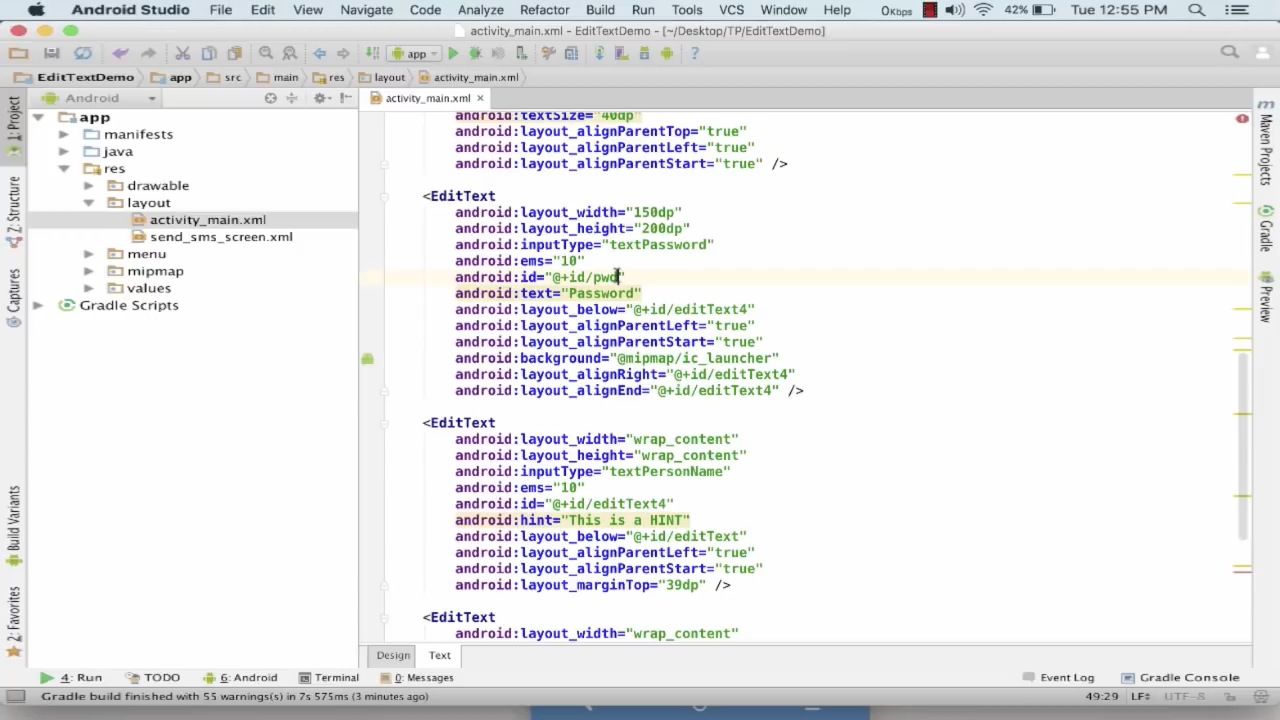 Android Studio File Edit View Navigate Code Analyze Refactor Build Run Tools VCS Window Help 0Kbps 42% Tue 12:55 PM
activity_main.xml - EditTextDemo - [~/Desktop/TP/EditTextDemo]
app
EditTextDemo app src main res layout activity_main.xml
Android
activity_main.xml
1: Project
Z: Structure
Captures
Build Variants
2: Favorites
app
manifests
java
res
drawable
layout
activity_main.xml
send_sms_screen.xml
menu
mipmap
values
Gradle Scripts
android:textSize="40dp"
android:layout_alignParentTop="true"
android:layout_alignParentLeft="true"
android:layout_alignParentStart="true" />
<EditText
android:layout_width="150dp"
android:layout_height="200dp"
android:inputType="textPassword"
android:ems="10"
android:id="@+id/pwd"
android:text="Password"
android:layout_below="@+id/editText4"
android:layout_alignParentLeft="true"
android:layout_alignParentStart="true"
android:background="@mipmap/ic_launcher"
android:layout_alignRight="@+id/editText4"
android:layout_alignEnd="@+id/editText4" />
<EditText
android:layout_width="wrap_content"
android:layout_height="wrap_content"
android:inputType="textPersonName"
android:ems="10"
android:id="@+id/editText4"
android:hint="This is a HINT"
android:layout_below="@+id/editText"
android:layout_alignParentLeft="true"
android:layout_alignParentStart="true"
android:layout_marginTop="39dp" />
<EditText
android:layout_width="wrap_content"
Maven Projects
Gradle
Preview
Design Text
4: Run TODO 6: Android Terminal 0: Messages Event Log Gradle Console
Gradle build finished with 55 warning(s) in 7s 575ms (3 minutes ago) 49:29 LF÷ UTF-8